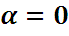 α = 0